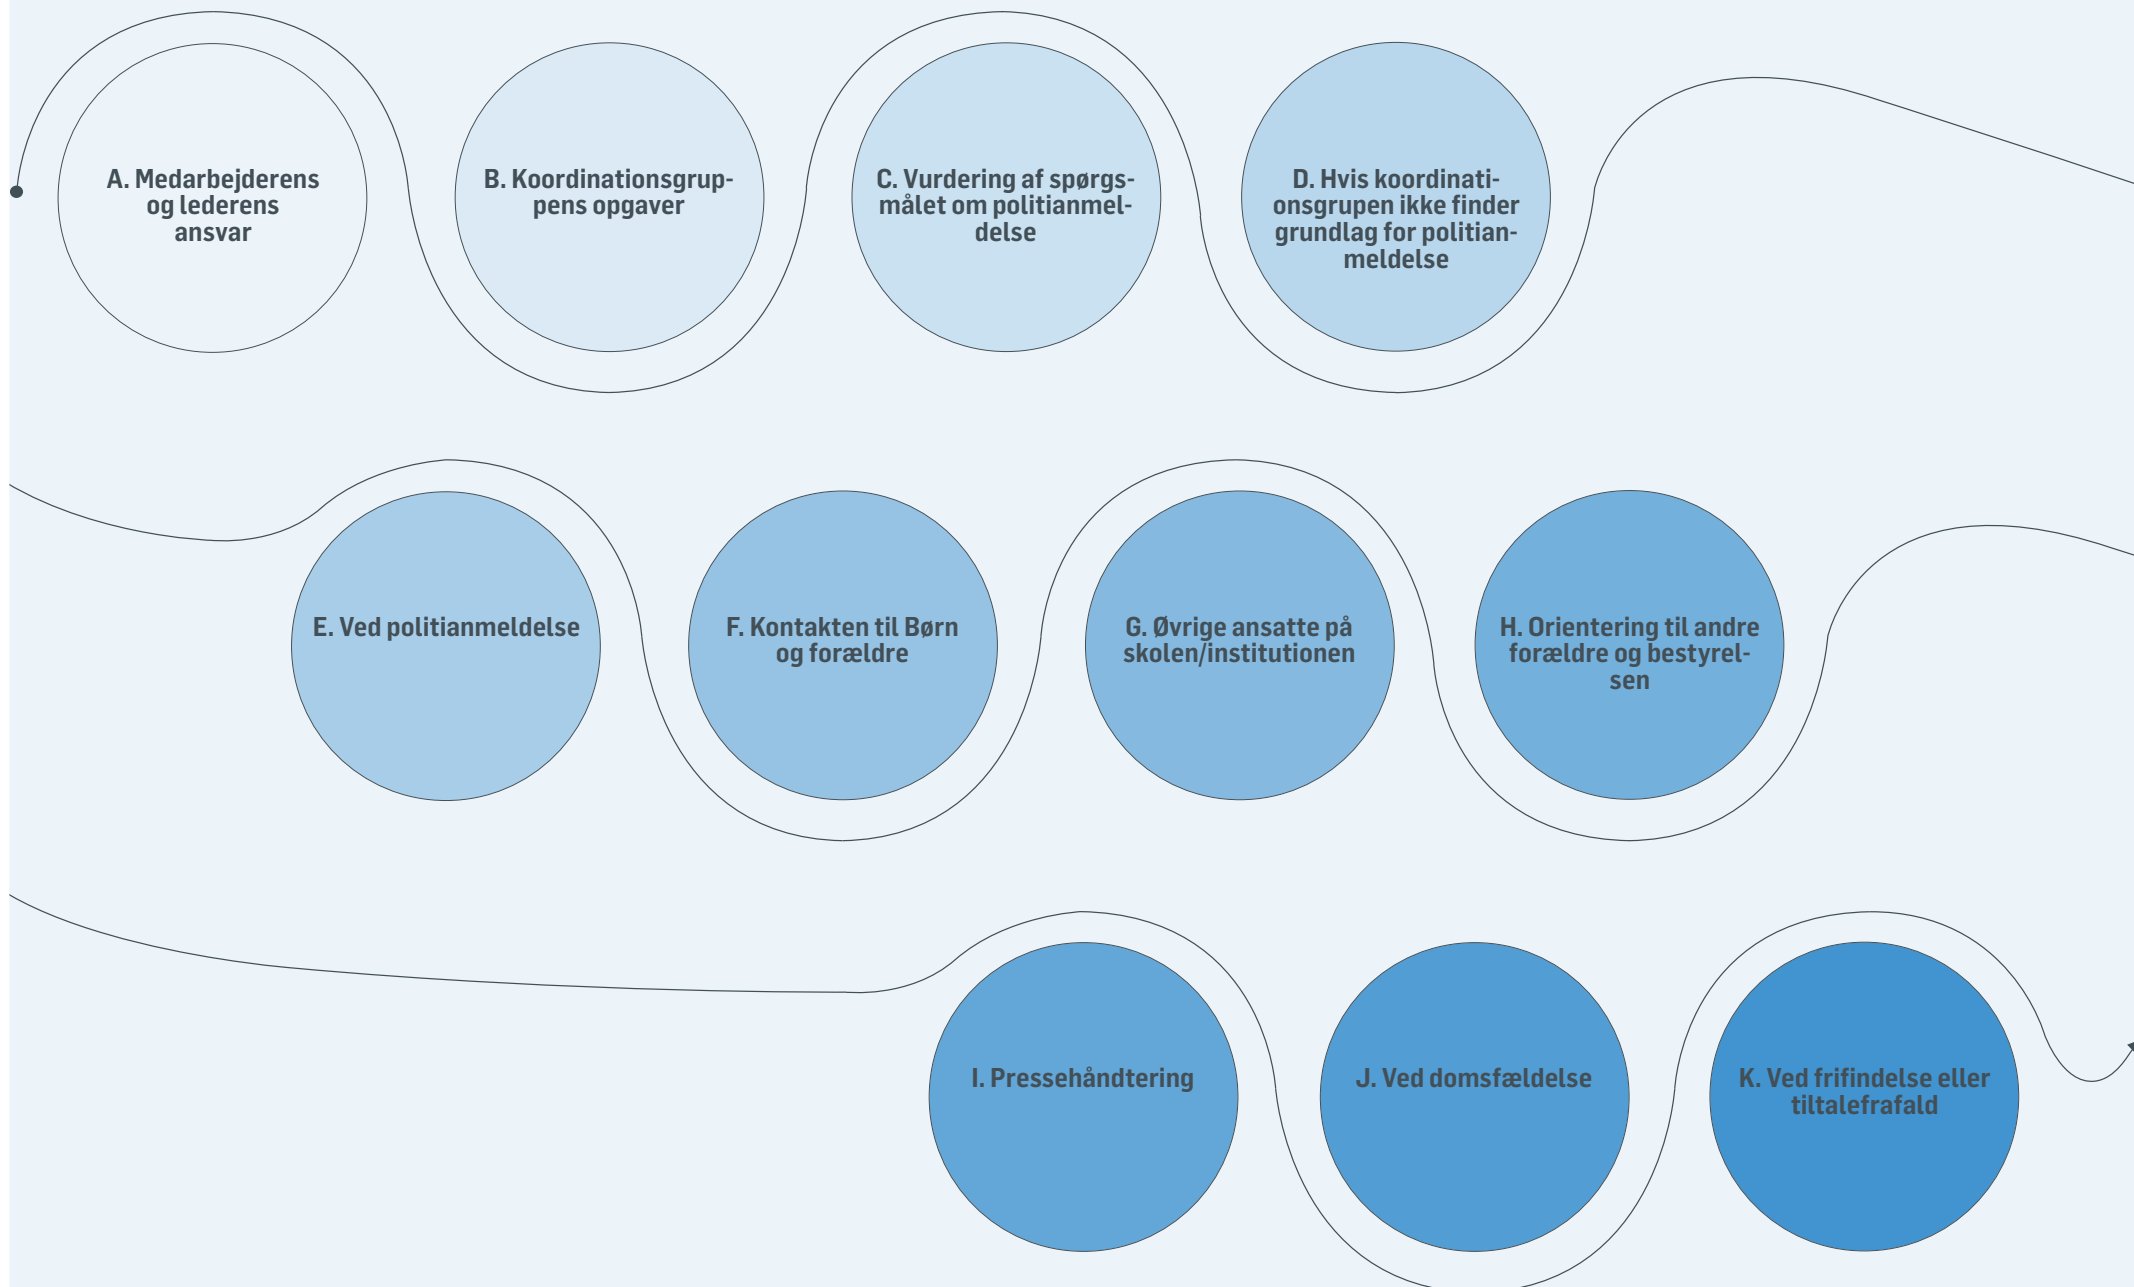 A. Medarbejderens
og lederens
ansvar
B. Koordinationsgrup-
pens opgaver
C. Vurdering af spørgs-
målet om politianmel-
delse
D. Hvis koordinati-
onsgrupen ikke finder
grundlag for politian-
meldelse
E. Ved politianmeldelse
F. Kontakten til Børn
og forældre
G. Øvrige ansatte på
skolen/institutionen
H. Orientering til andre
forældre og bestyrel-
sen
I. Pressehåndtering
J. Ved domsfældelse
K. Ved frifindelse eller
tiltalefrafald